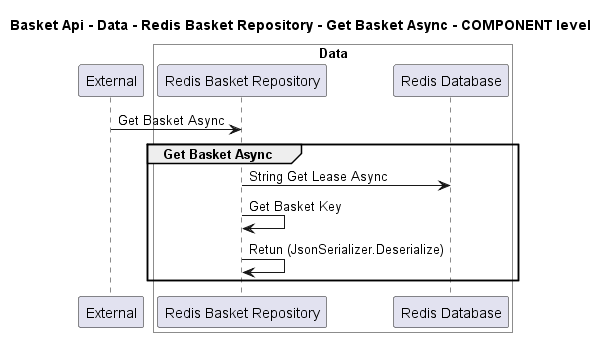 Basket Api - Data - Redis Basket Repository - Get Basket Async - COMPONENT level
Data
External
Redis Basket Repository
Redis Database
Get Basket Async
Get Basket Async
String Get Lease Async
Get Basket Key
Retun (JsonSerializer.Deserialize)
External
Redis Basket Repository
Redis Database